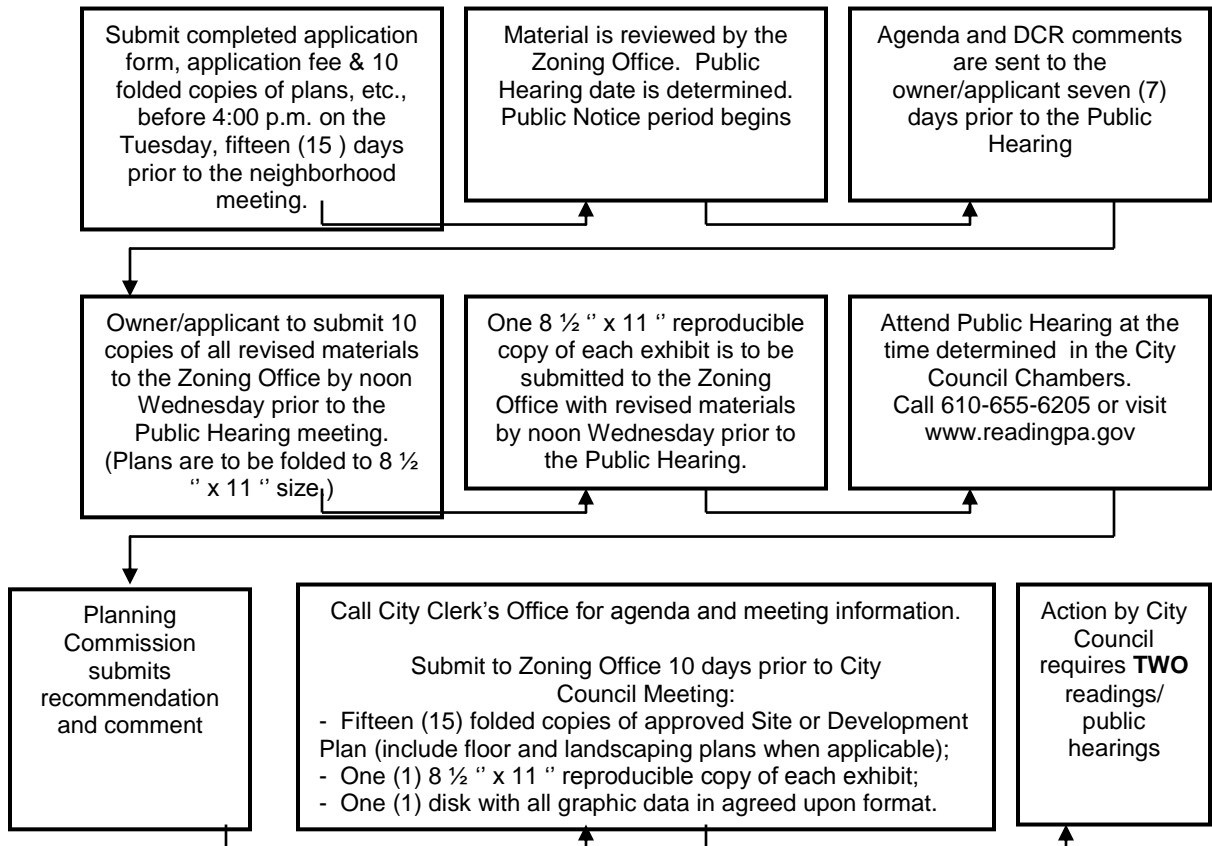 Submit completed application
form, application fee & 10
folded copies of plans, etc.,
before 4:00 p.m. on the
Tuesday, fifteen (15 ) days
prior to the neighborhood
meeting.
Material is reviewed by the
Zoning Office. Public
Hearing date is determined.
Public Notice period begins
Agenda and DCR comments
are sent to the
owner/applicant seven (7)
days prior to the Public
Hearing
Owner/applicant to submit 10
copies of all revised materials
to the Zoning Office by noon
Wednesday prior to the
Public Hearing meeting.
(Plans are to be folded to 8 ½
‘’ x 11 ‘’ size.)
One 8 ½ ‘’ x 11 ‘’ reproducible
copy of each exhibit is to be
submitted to the Zoning
Office with revised materials
by noon Wednesday prior to
the Public Hearing.
Attend Public Hearing at the
time determined in the City
Council Chambers.
Call 610-655-6205 or visit
www.readingpa.gov
Planning
Commission
submits
recommendation
and comment
Call City Clerk’s Office for agenda and meeting information.
Submit to Zoning Office 10 days prior to City
Council Meeting:
- Fifteen (15) folded copies of approved Site or Development
Plan (include floor and landscaping plans when applicable);
- One (1) 8 ½ ‘’ x 11 ‘’ reproducible copy of each exhibit;
- One (1) disk with all graphic data in agreed upon format.
Action by City
Council
requires TWO
readings/
public
hearings